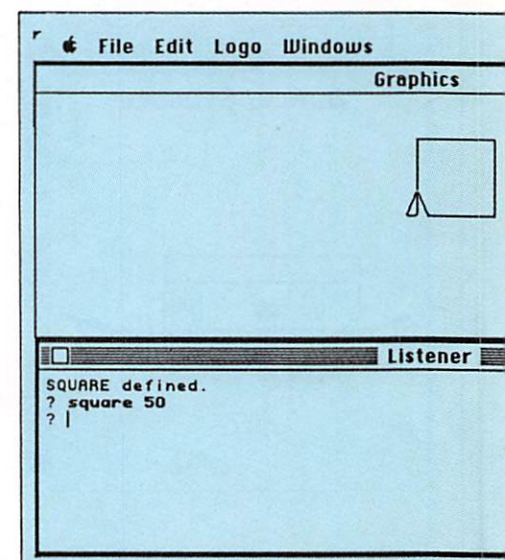 File Edit Logo Windows
Graphics
Listener
SQUARE defined.
? square 50
?